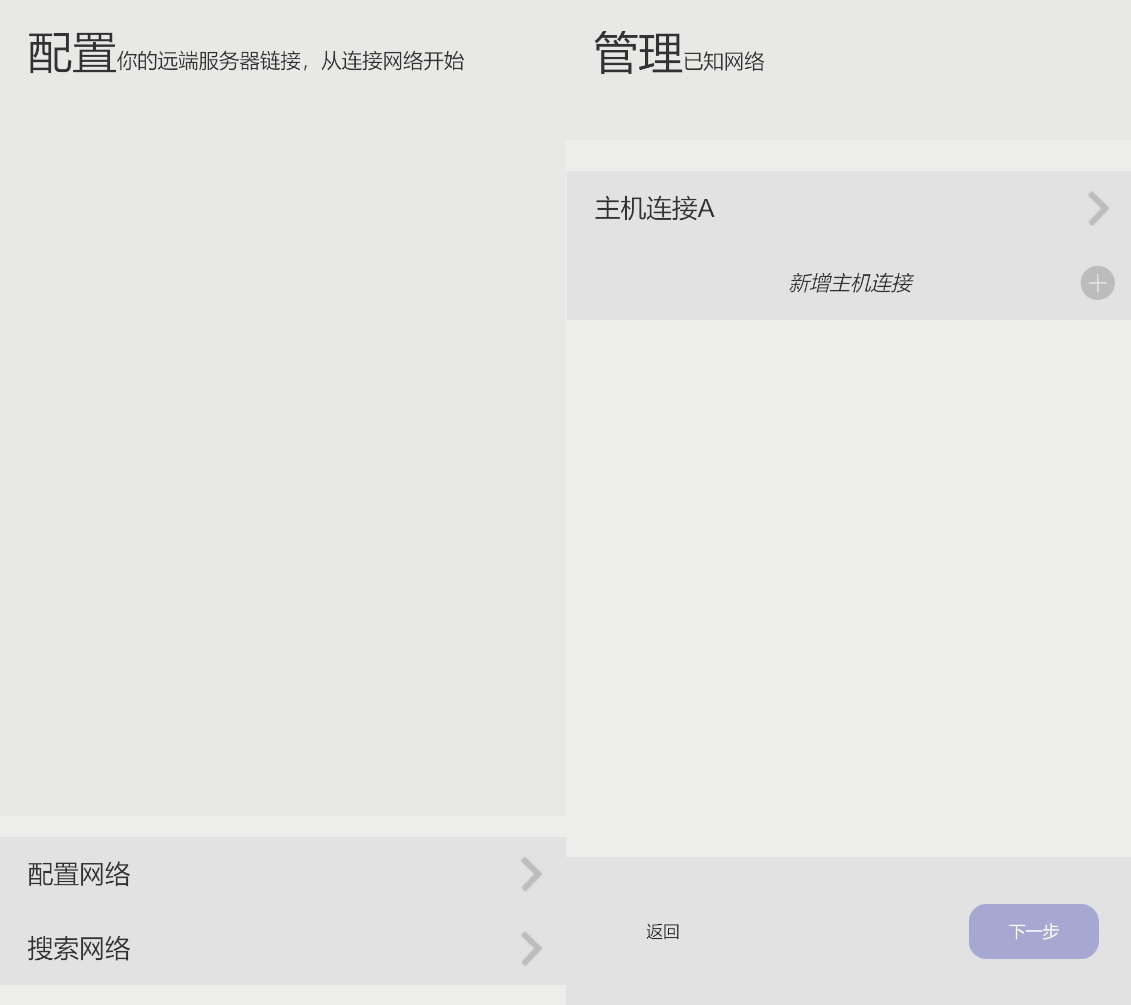 配置你的远端服务器链接，从连接网络开始
配置网络
搜索网络
管理已知网络
主机连接A
新增主机连接
返回
下一步